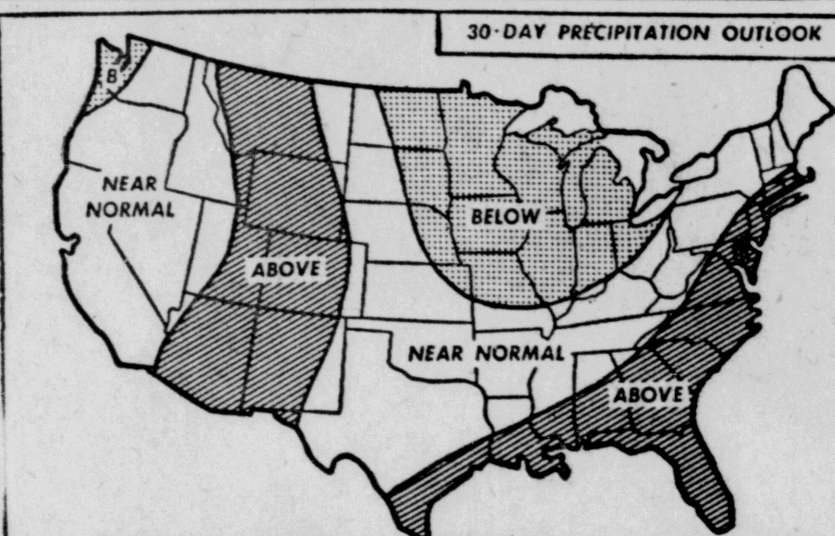 30-DAY PRECIPITATION OUTLOOK
B
NEAR
NORMAL
BELOW
ABOVE
NEAR NORMAL
ABOVE